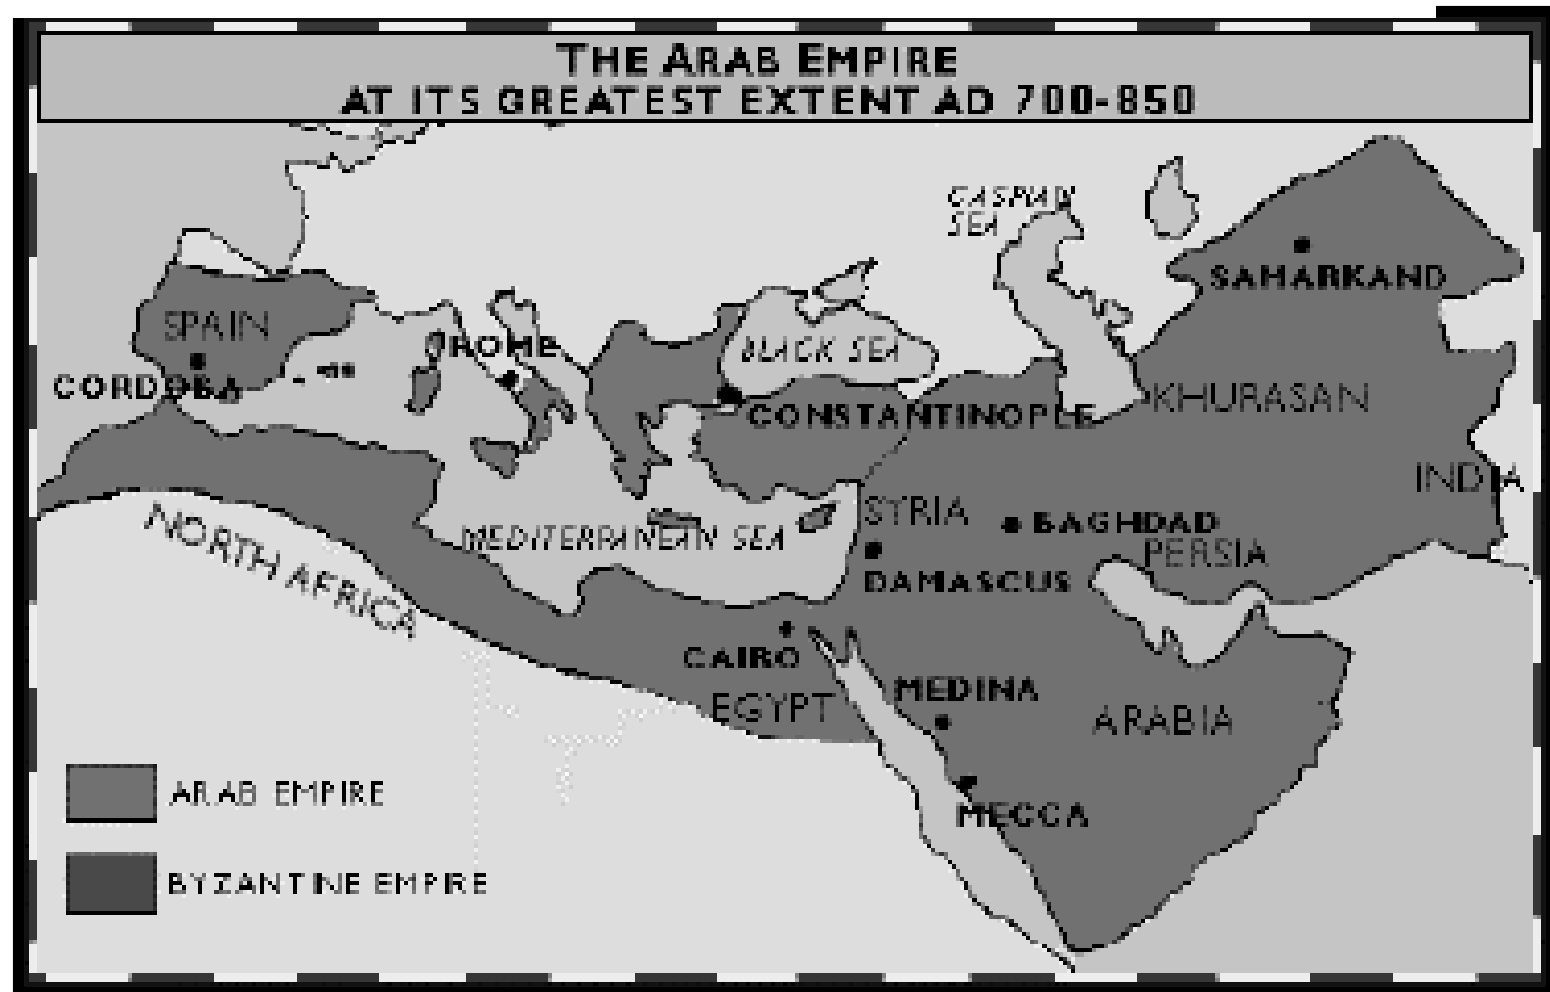 THE ARAB EMPIRE
AT ITS GREATEST EXTENT AD 700-850
CASPIAN
SEA
SAMARKAND
SPAIN
ROME
BLACK SEA
CORDOBA
CONSTANTINOPLE
KHURASAN
INDIA
SYRIA
BAGHDAD
MEDITERRANEAN SEA
PERSIA
NORTH AFRICA
DAMASCUS
CAIRO
MEDINA
EGYPT
ARABIA
ARAB EMPIRE
MECCA
BYZANTINE EMPIRE